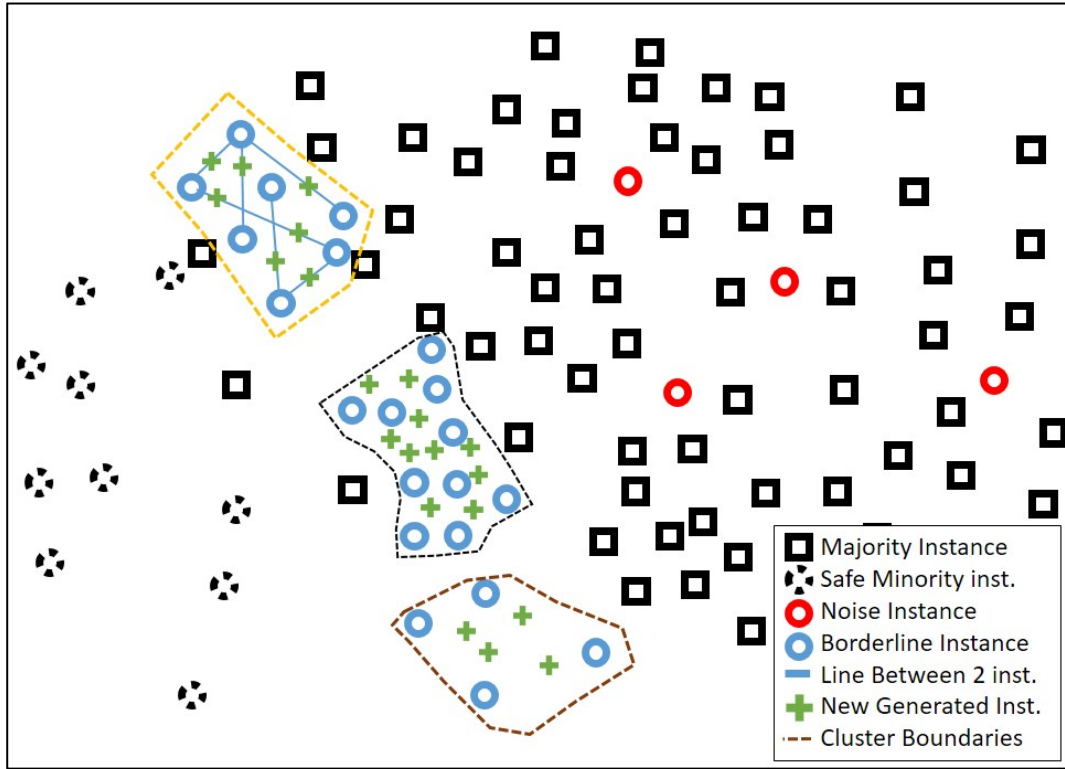 Majority Instance
Safe Minority inst.
Noise Instance
Borderline Instance
Line Between 2 inst.
New Generated Inst.
Cluster Boundaries